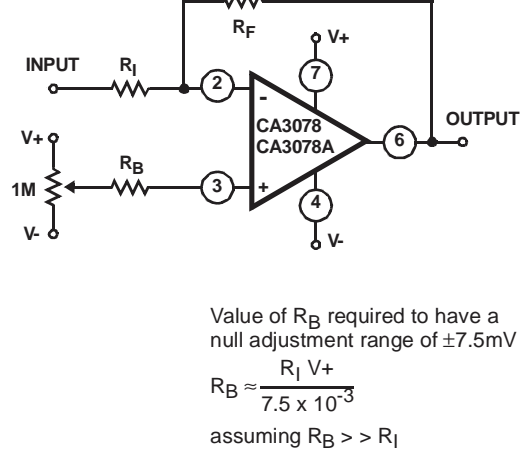 RF
V+
INPUT
RI
7
2
-
CA3078
CA3078A
OUTPUT
6
V+
RB
1M
3
+
4
V-
V-
Value of RB required to have a
null adjustment range of ±7.5mV
RB ≈ RI V+ / 7.5 x 10-3
assuming RB > > RI